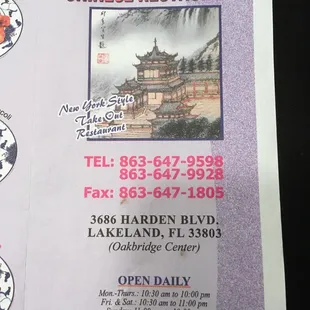 CHINESE RESTAU
New York Style
Take Out
Restaurant
TEL: 863-647-9598
863-647-9928
Fax: 863-647-1805
3686 HARDEN BLVD.
LAKELAND, FL 33803
(Oakbridge Center)
OPEN DAILY
Mon.-Thurs.: 10:30 am to 10:00 pm
Fri. & Sat.: 10:30 am to 11:00 pm